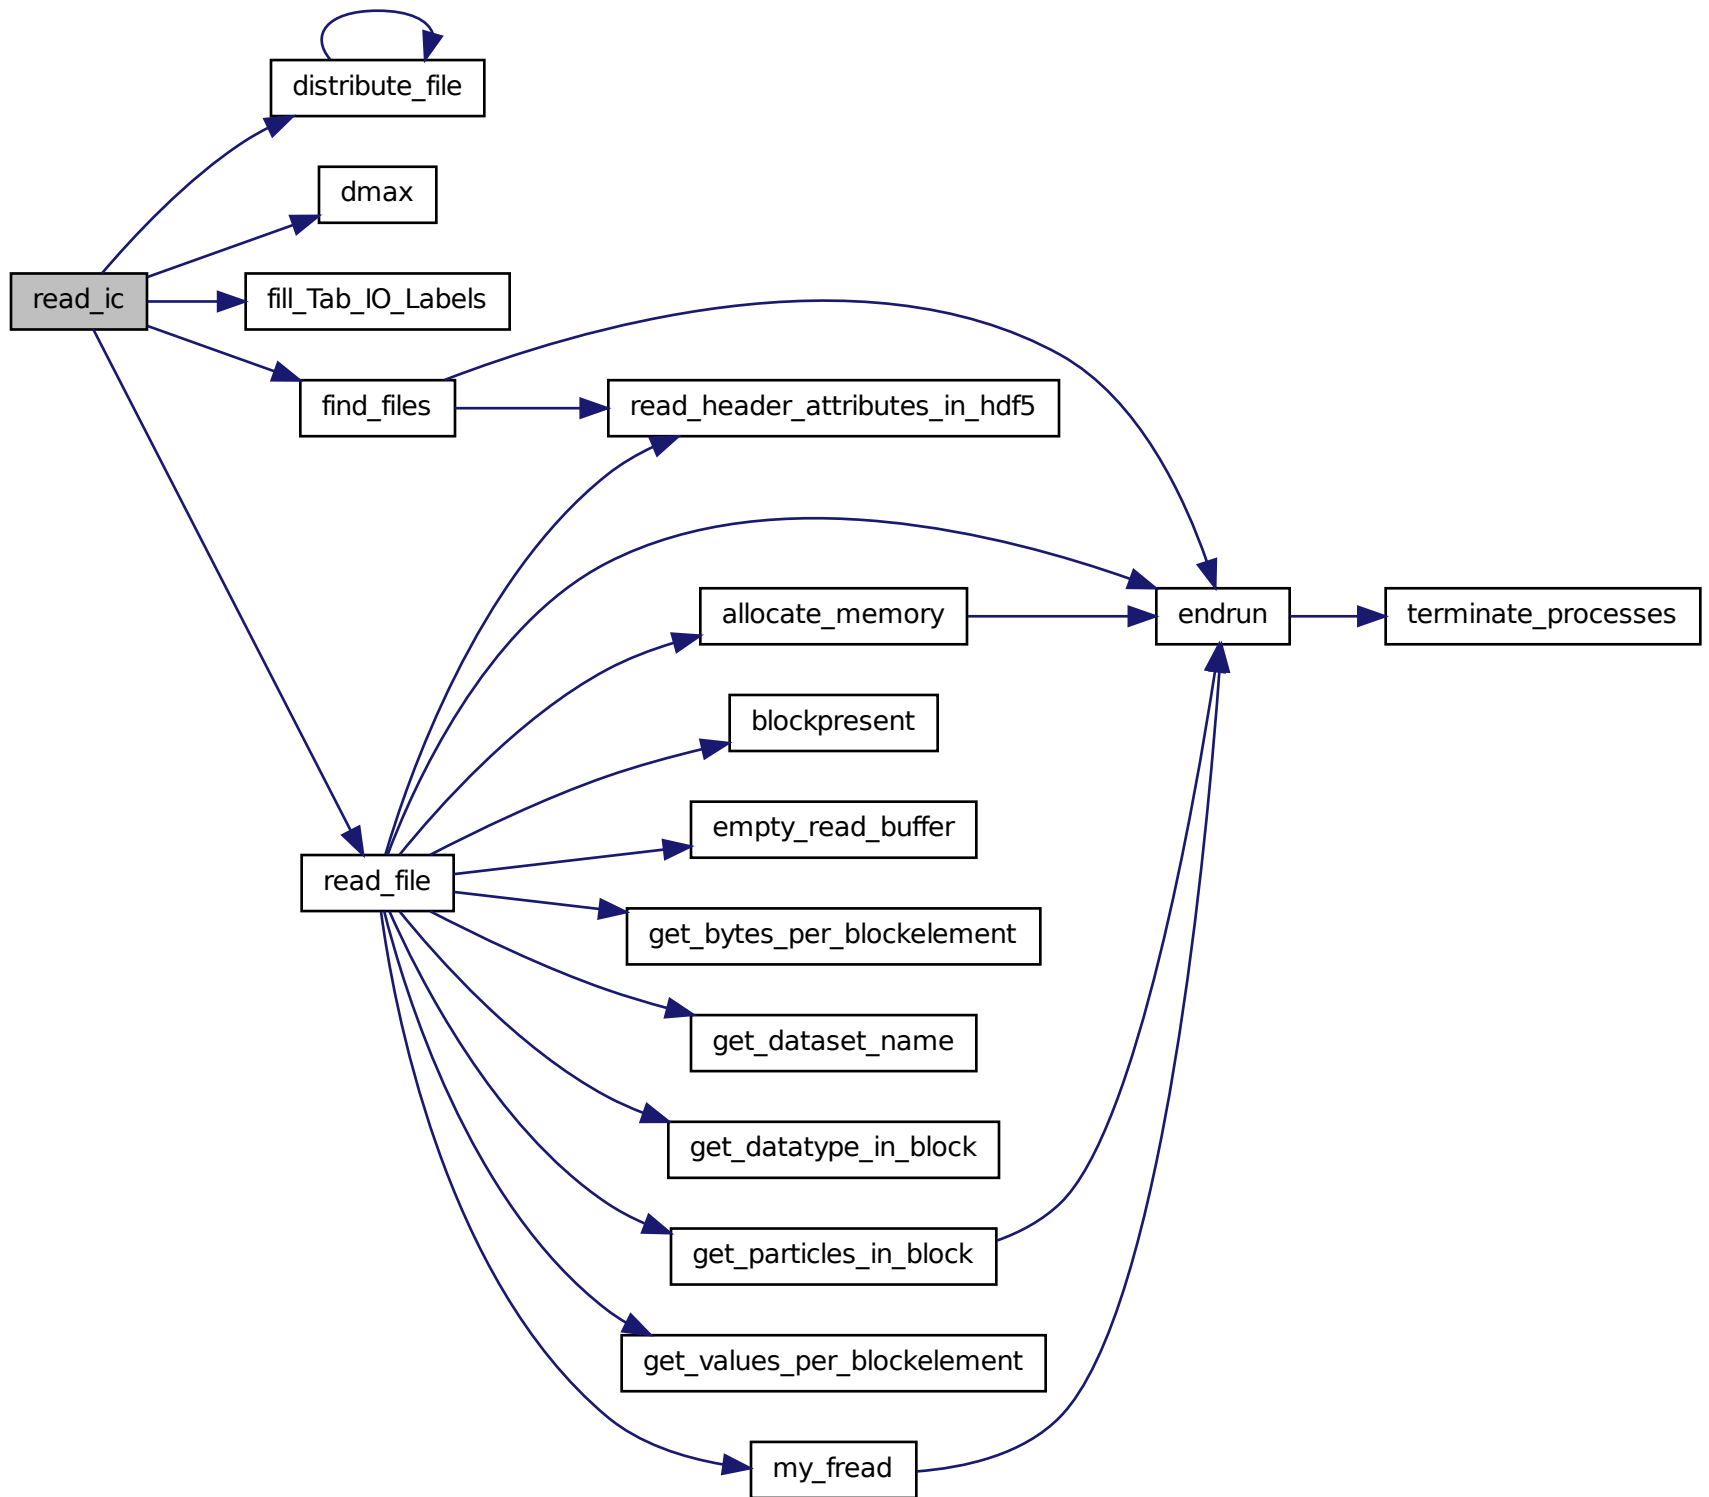 distribute_file
dmax
read_ic
fill_Tab_IO_Labels
find_files
read_header_attributes_in_hdf5
allocate_memory
endrun
terminate_processes
blockpresent
empty_read_buffer
read_file
get_bytes_per_blockelement
get_dataset_name
get_datatype_in_block
get_particles_in_block
get_values_per_blockelement
my_fread